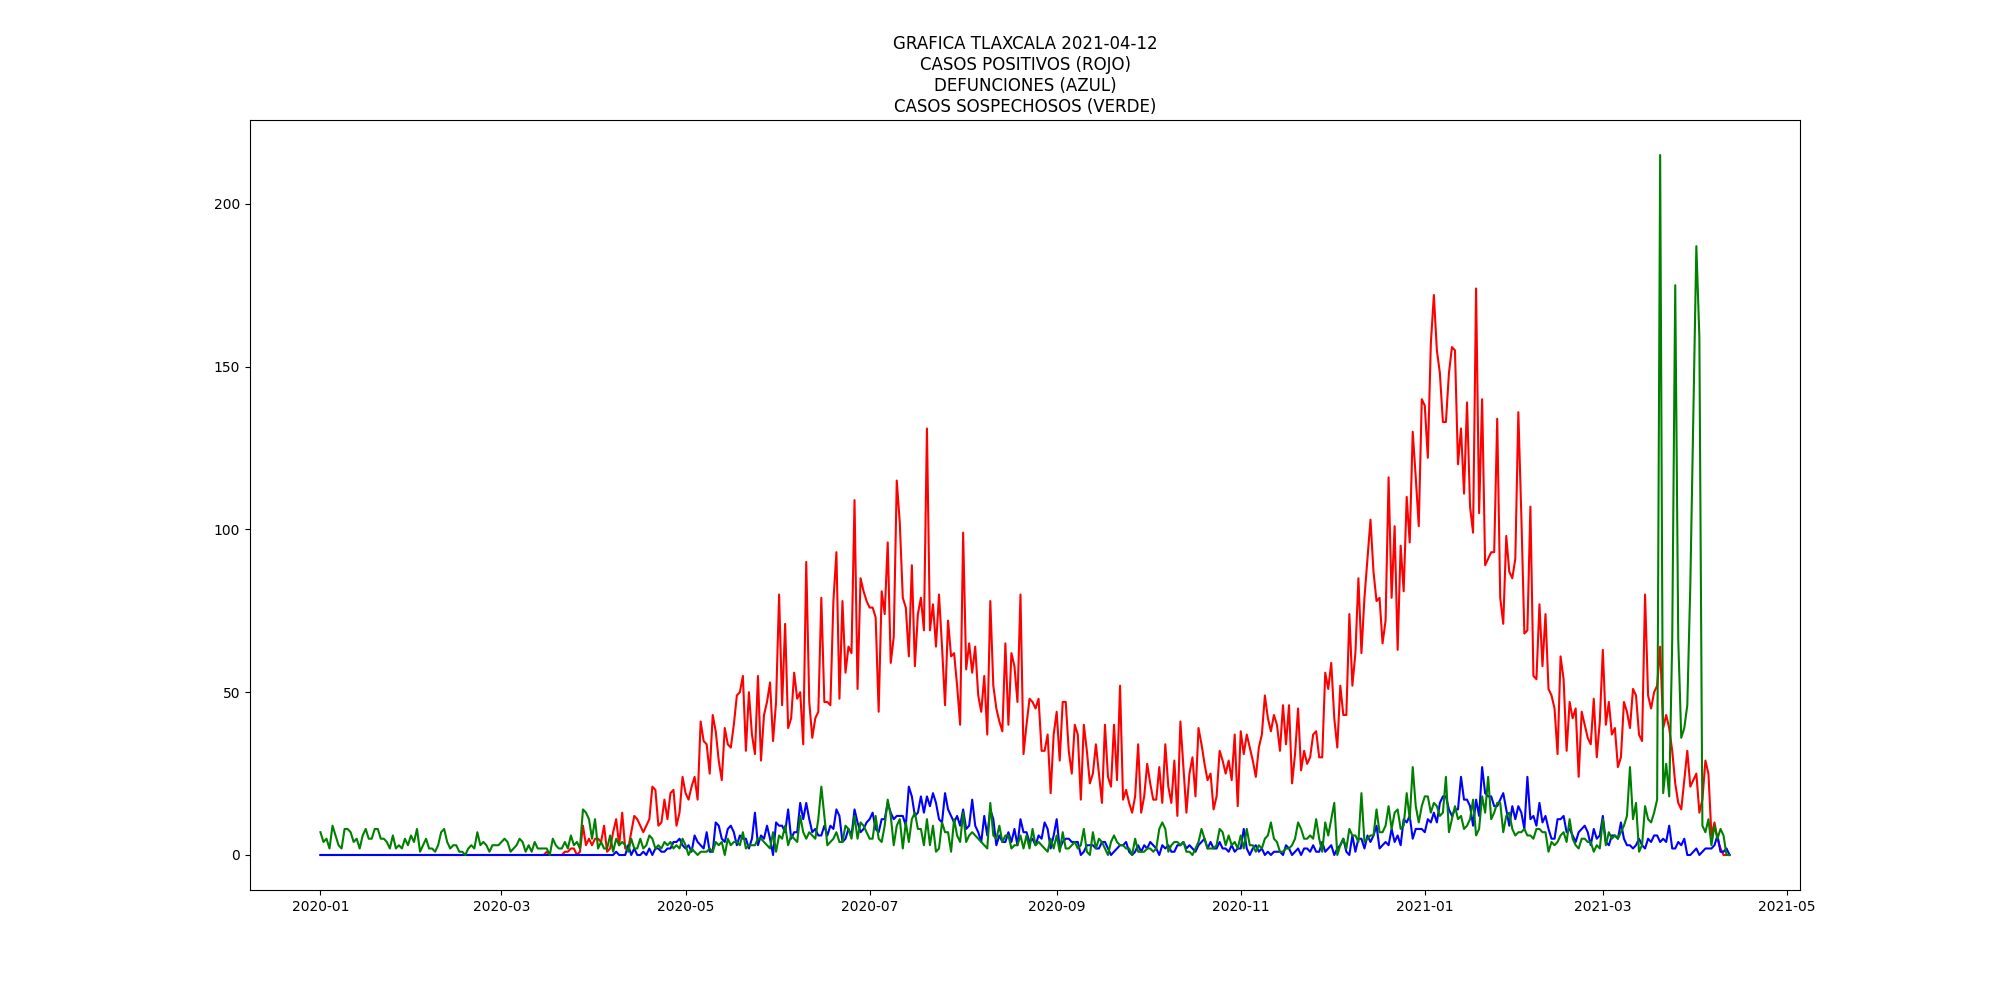 GRAFICA TLAXCALA 2021-04-12
CASOS POSITIVOS (ROJO)
DEFUNCIONES (AZUL)
CASOS SOSPECHOSOS (VERDE)
200
150
100
50
0
2020-01 2020-03 2020-05 2020-07 2020-09 2020-11 2021-01 2021-03 2021-05